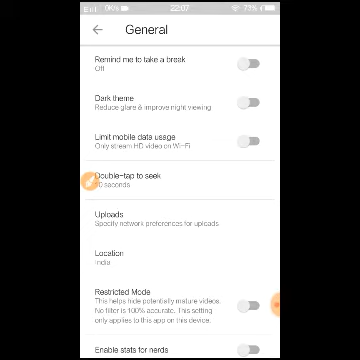 22:07
73%
General
Remind me to take a break
Off
Dark theme
Reduce glare & improve night viewing
Limit mobile data usage
Only stream HD video on Wi-Fi
Double-tap to seek
seconds
Uploads
Specify network preferences for uploads
Location
India
Restricted Mode
This helps hide potentially mature videos.
No filter is 100% accurate. This setting
only applies to this app on this device.
Enable stats for nerds